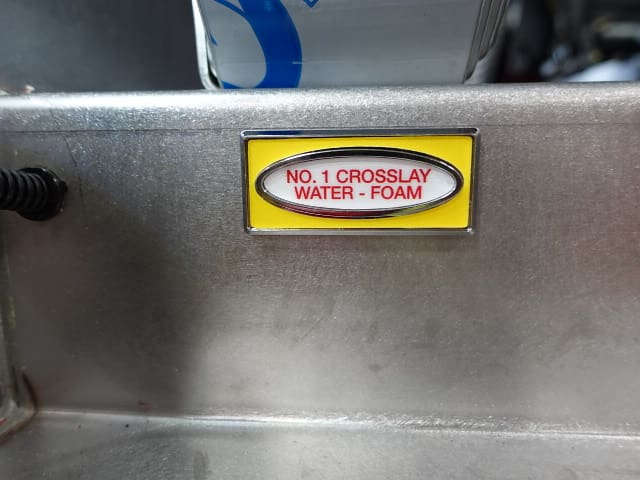 NO. 1 CROSSLAY
WATER - FOAM